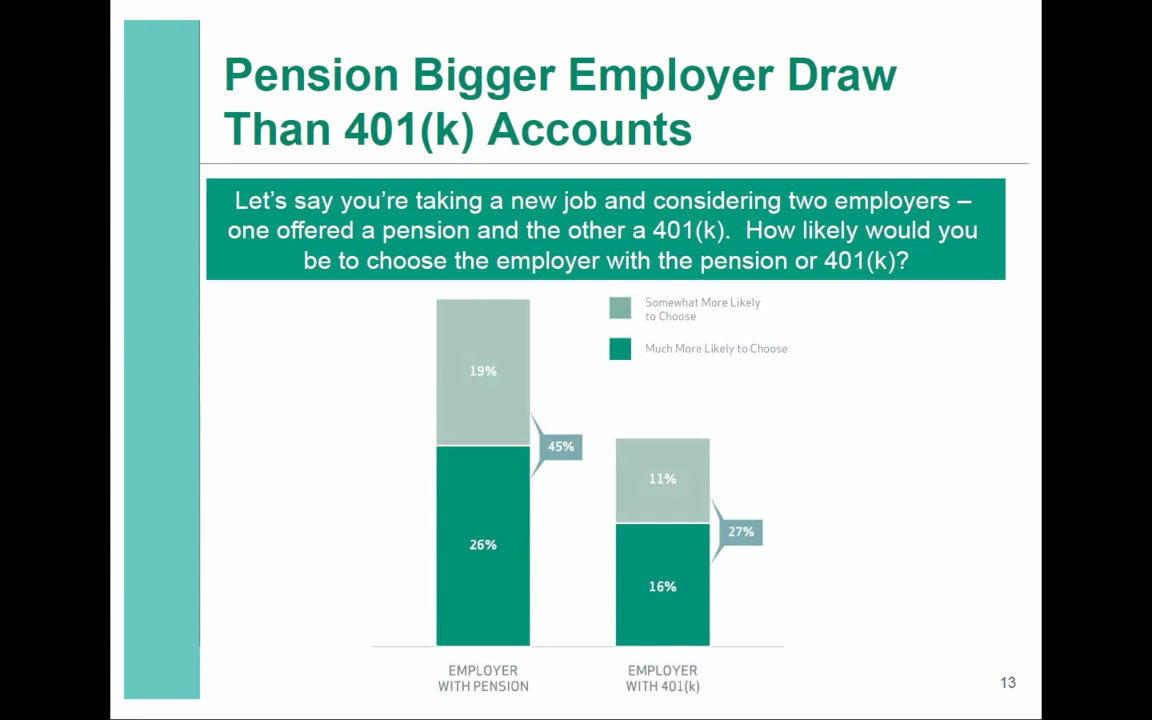 Pension Bigger Employer Draw
Than 401(k) Accounts
Let's say you're taking a new job and considering two employers –
one offered a pension and the other a 401(k).  How likely would you
be to choose the employer with the pension or 401(k)?
Somewhat More Likely
to Choose
Much More Likely to Choose
19%
45%
26%
11%
27%
16%
EMPLOYER
WITH PENSION
EMPLOYER
WITH 401(k)
13